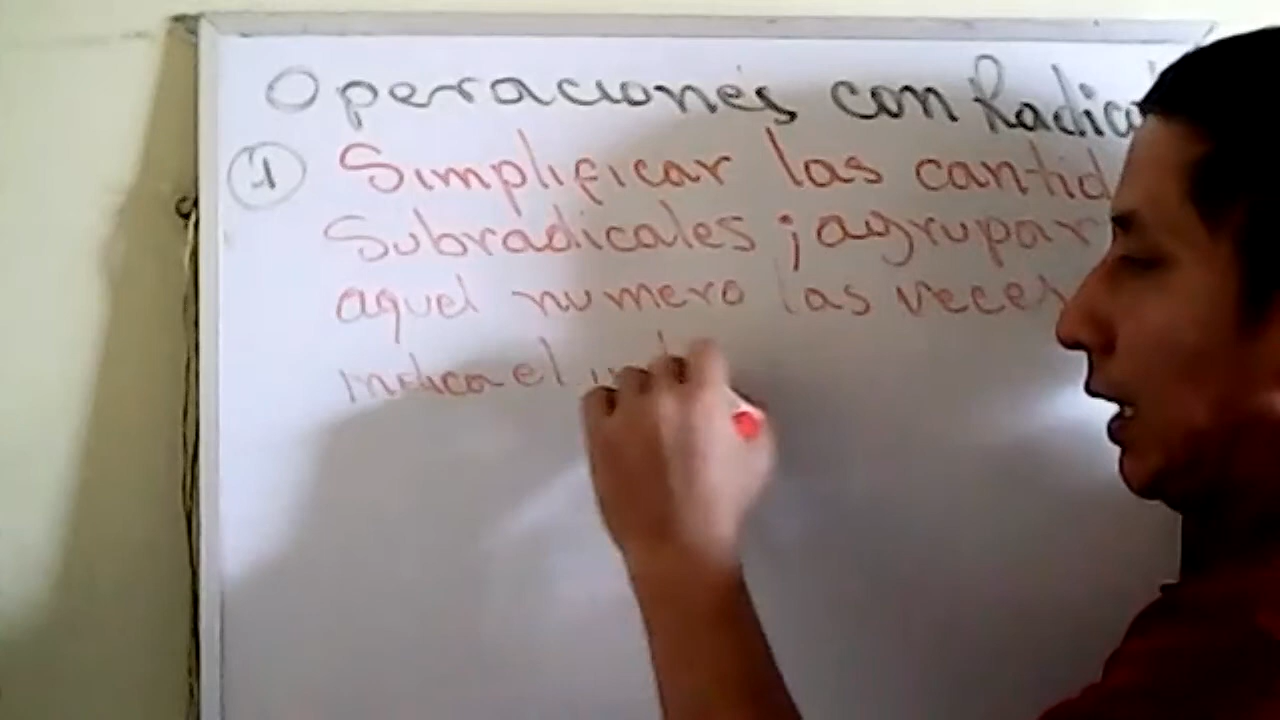 Operaciones con Radica
1 Simplificar las cantid
Subradicales ; agrupar
aquel numero las veces
indica el